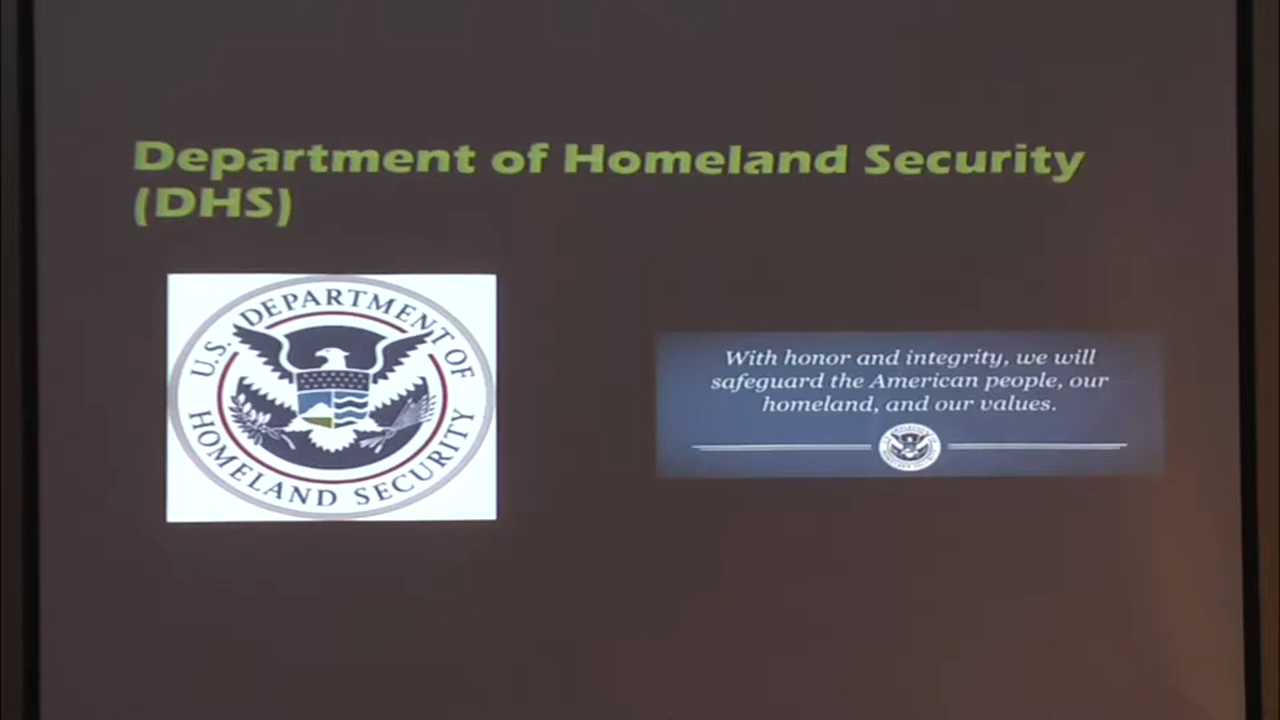 Department of Homeland Security
(DHS)
U.S. DEPARTMENT OF
HOMELAND SECURITY
With honor and integrity, we will
safeguard the American people, our
homeland, and our values.